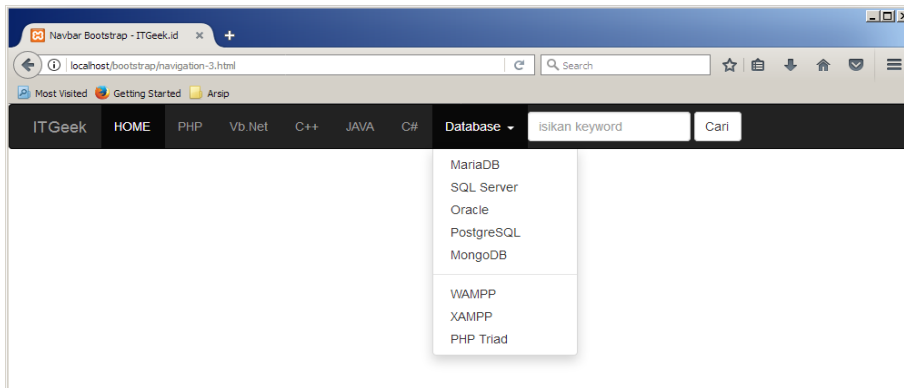 Navbar Bootstrap - ITGeek.id
localhost/bootstrap/navigation-3.html
Search
Most Visited Getting Started Arsip
ITGeek HOME PHP Vb.Net C++ JAVA C# Database isikan keyword Cari
MariaDB
SQL Server
Oracle
PostgreSQL
MongoDB
WAMPP
XAMPP
PHP Triad